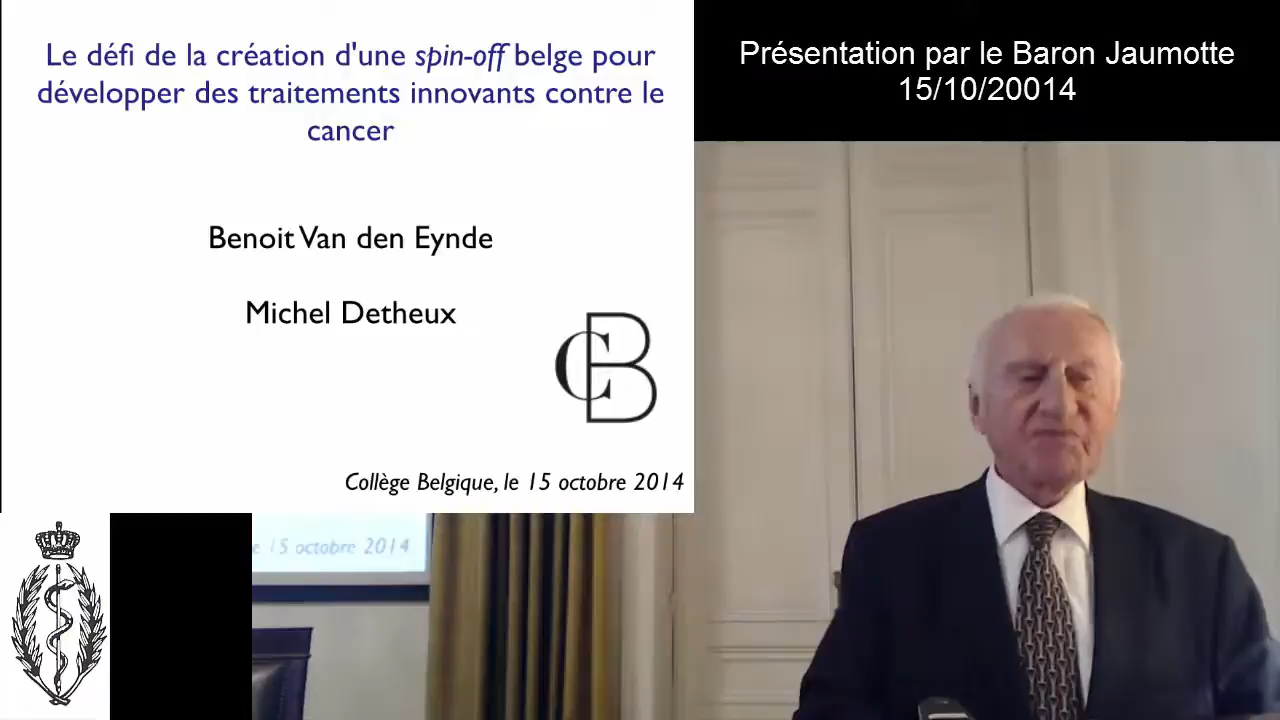 Le défi de la création d'une spin-off belge pour
développer des traitements innovants contre le
cancer
Benoit Van den Eynde
Michel Detheux
CB
Collège Belgique, le 15 octobre 2014
Présentation par le Baron Jaumotte
15/10/20014
e 15 octobre 2014